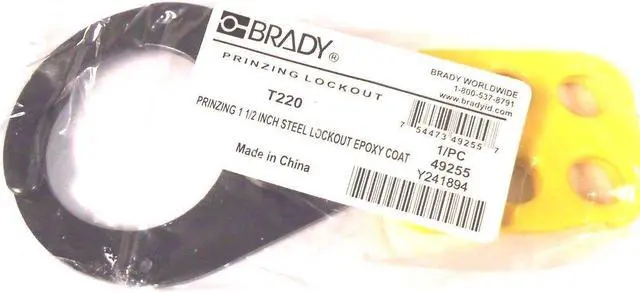 BRADY®
PRINZING LOCKOUT
T220
PRINZING 1 1/2 INCH STEEL LOCKOUT EPOXY COAT
Made in China
BRADY WORLDWIDE
1-800-537-8791
www.bradyid.com
7 54473 49255 7
1/PC
49255
Y241894